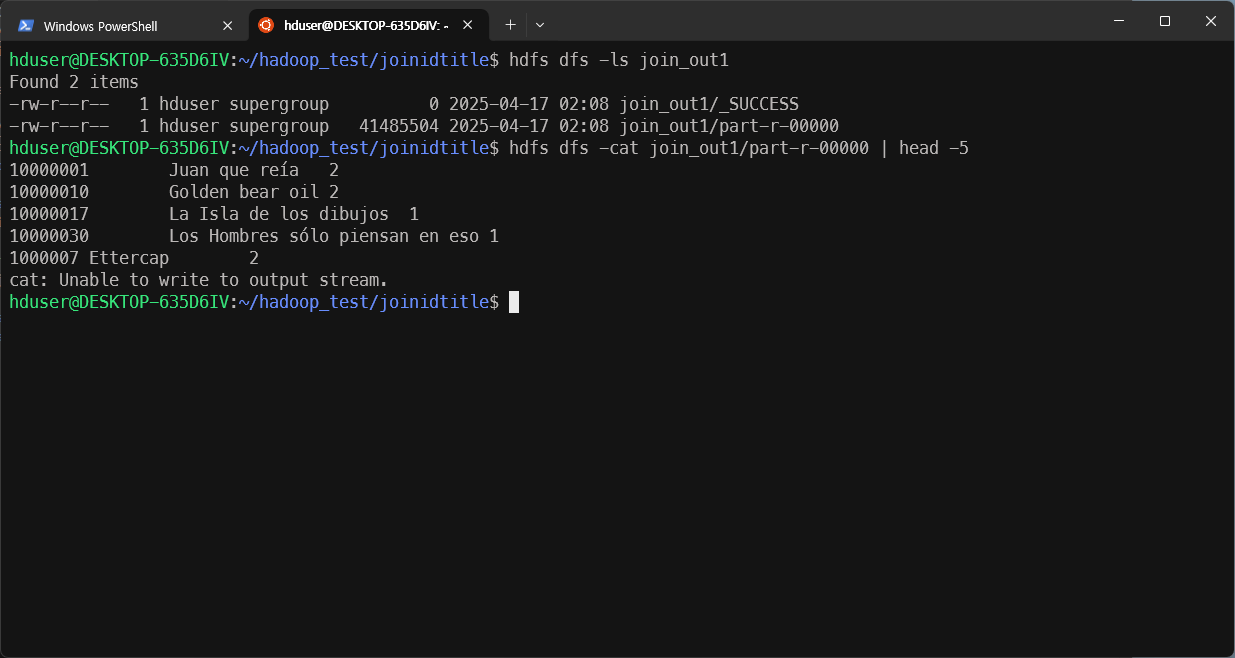 Windows PowerShell
hduser@DESKTOP-635D6IV: ~
hduser@DESKTOP-635D6IV:~/hadoop_test/joinidtitle$ hdfs dfs -ls join_out1
Found 2 items
-rw-r--r--   1 hduser supergroup          0 2025-04-17 02:08 join_out1/_SUCCESS
-rw-r--r--   1 hduser supergroup   41485504 2025-04-17 02:08 join_out1/part-r-00000
hduser@DESKTOP-635D6IV:~/hadoop_test/joinidtitle$ hdfs dfs -cat join_out1/part-r-00000 | head -5
10000001        Juan que reía   2
10000010        Golden bear oil 2
10000017        La Isla de los dibujos  1
10000030        Los Hombres sólo piensan en eso 1
1000007 Ettercap        2
cat: Unable to write to output stream.
hduser@DESKTOP-635D6IV:~/hadoop_test/joinidtitle$